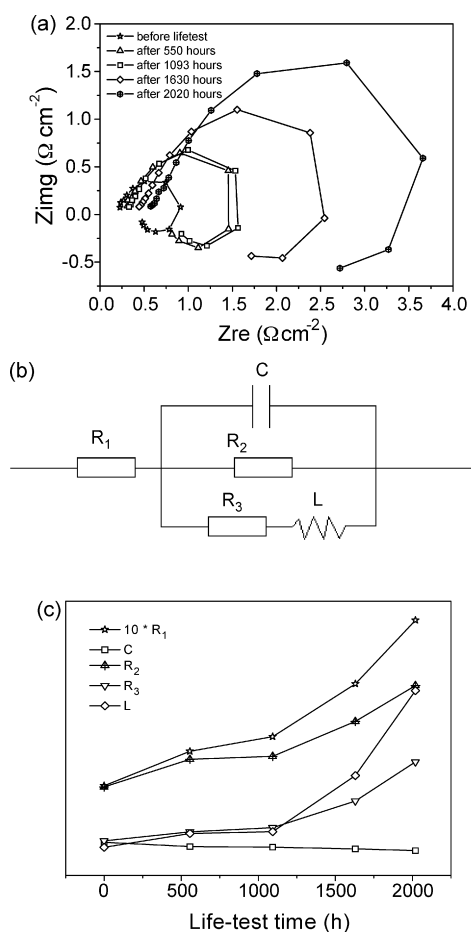 (a)
2.0
1.5
1.0
0.5
0.0
-0.5
Zimg (Ω cm⁻²)
before lifetest
after 550 hours
after 1093 hours
after 1630 hours
after 2020 hours
0.0 0.5 1.0 1.5 2.0 2.5 3.0 3.5 4.0
Zre (Ωcm⁻²)
(b)
C
R₁
R₂
R₃ L
(c)
10 * R₁
C
R₂
R₃
L
0 500 1000 1500 2000
Life-test time (h)